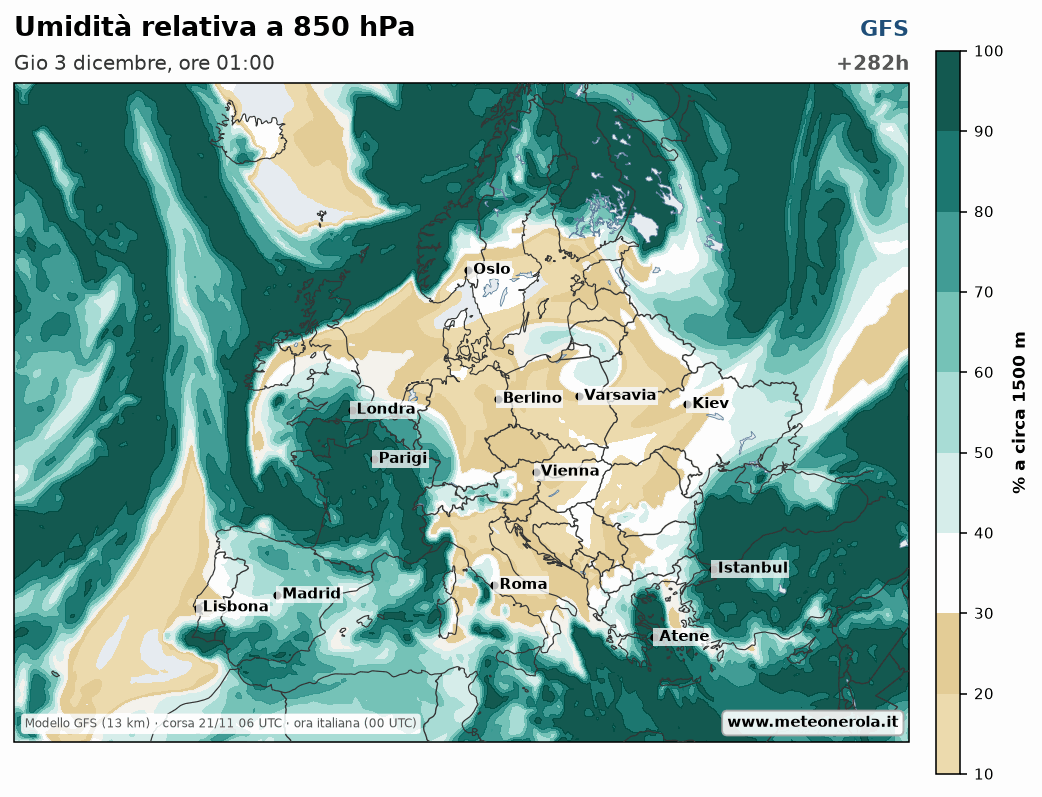 Umidità relativa a 850 hPa
GFS
Gio 3 dicembre, ore 01:00
+282h
100
90
80
70
60
50
40
30
20
10
% a circa 1500 m
Oslo
Londra
Berlino
Varsavia
Kiev
Parigi
Vienna
Istanbul
Roma
Madrid
Lisbona
Atene
Modello GFS (13 km) · corsa 21/11 06 UTC · ora italiana (00 UTC)
www.meteonerola.it